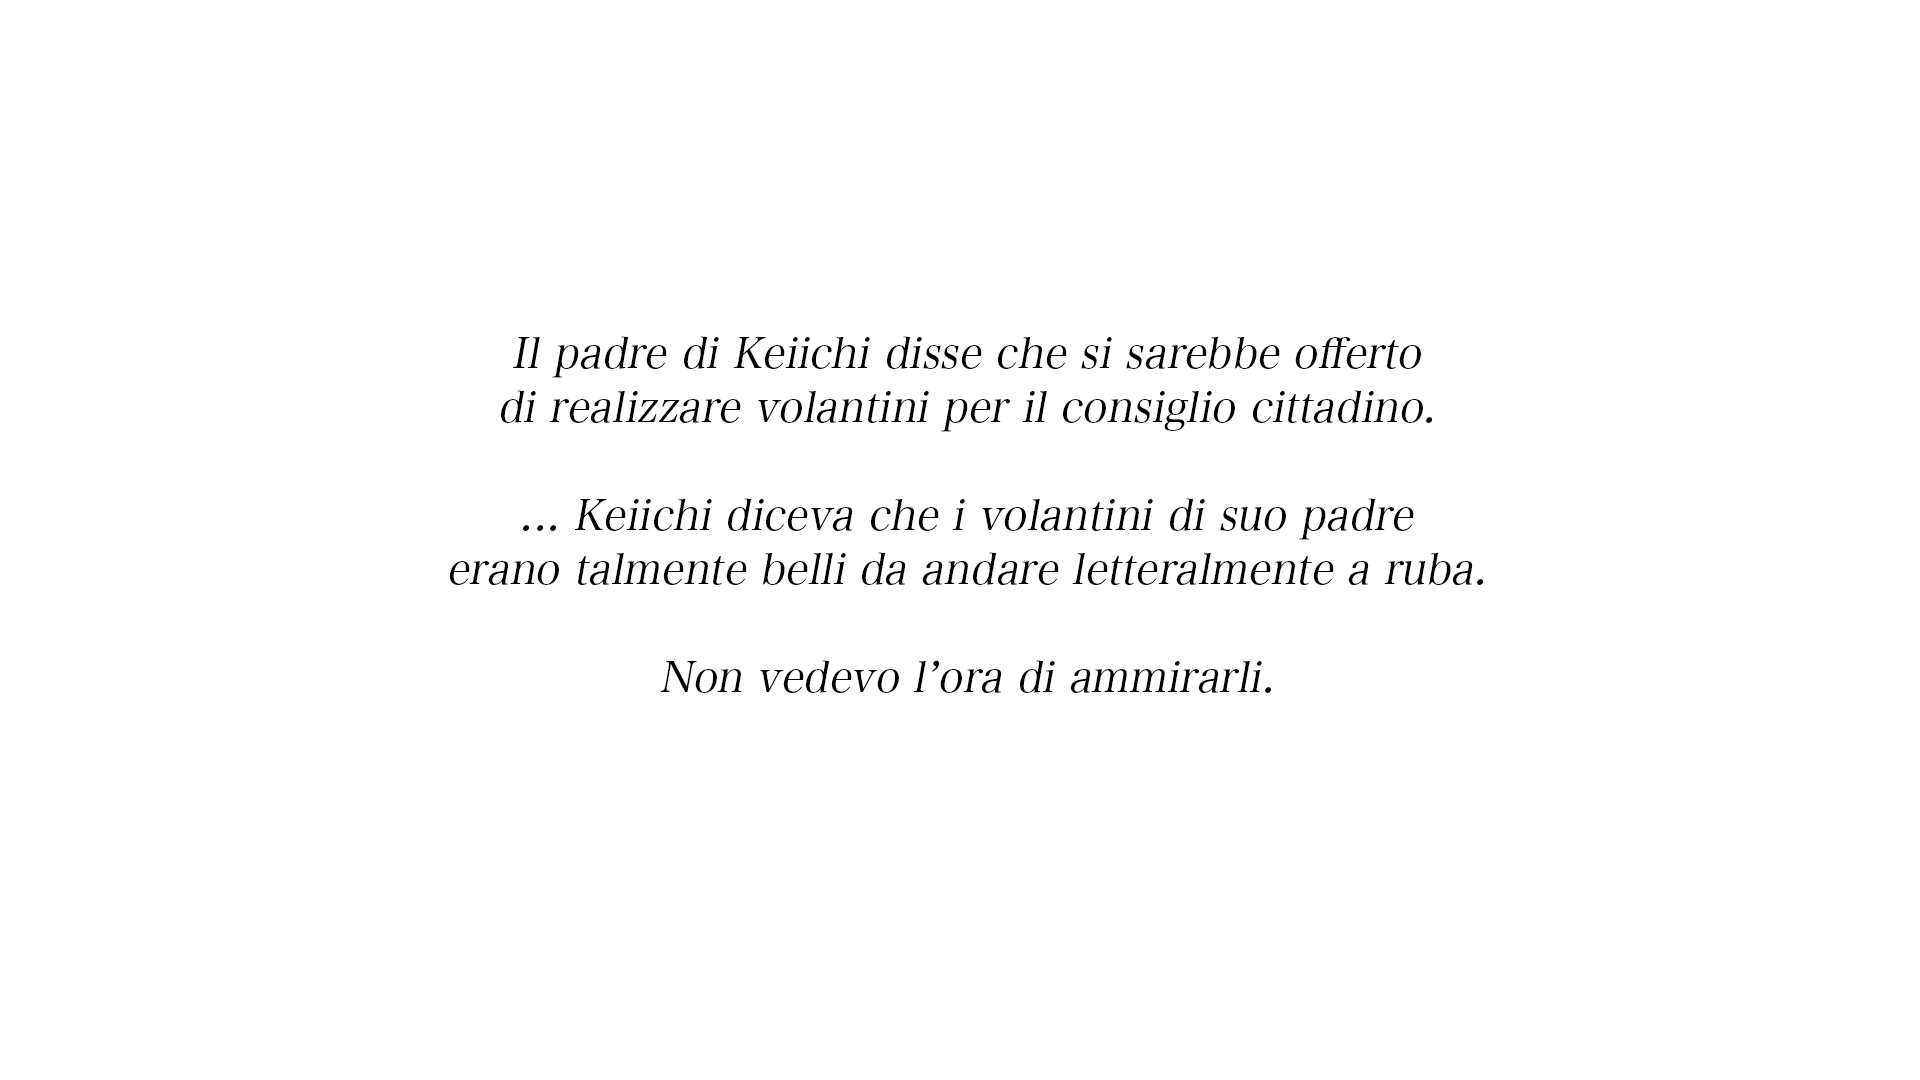 Il padre di Keiichi disse che si sarebbe offerto
di realizzare volantini per il consiglio cittadino.
... Keiichi diceva che i volantini di suo padre
erano talmente belli da andare letteralmente a ruba.
Non vedevo l’ora di ammirarli.